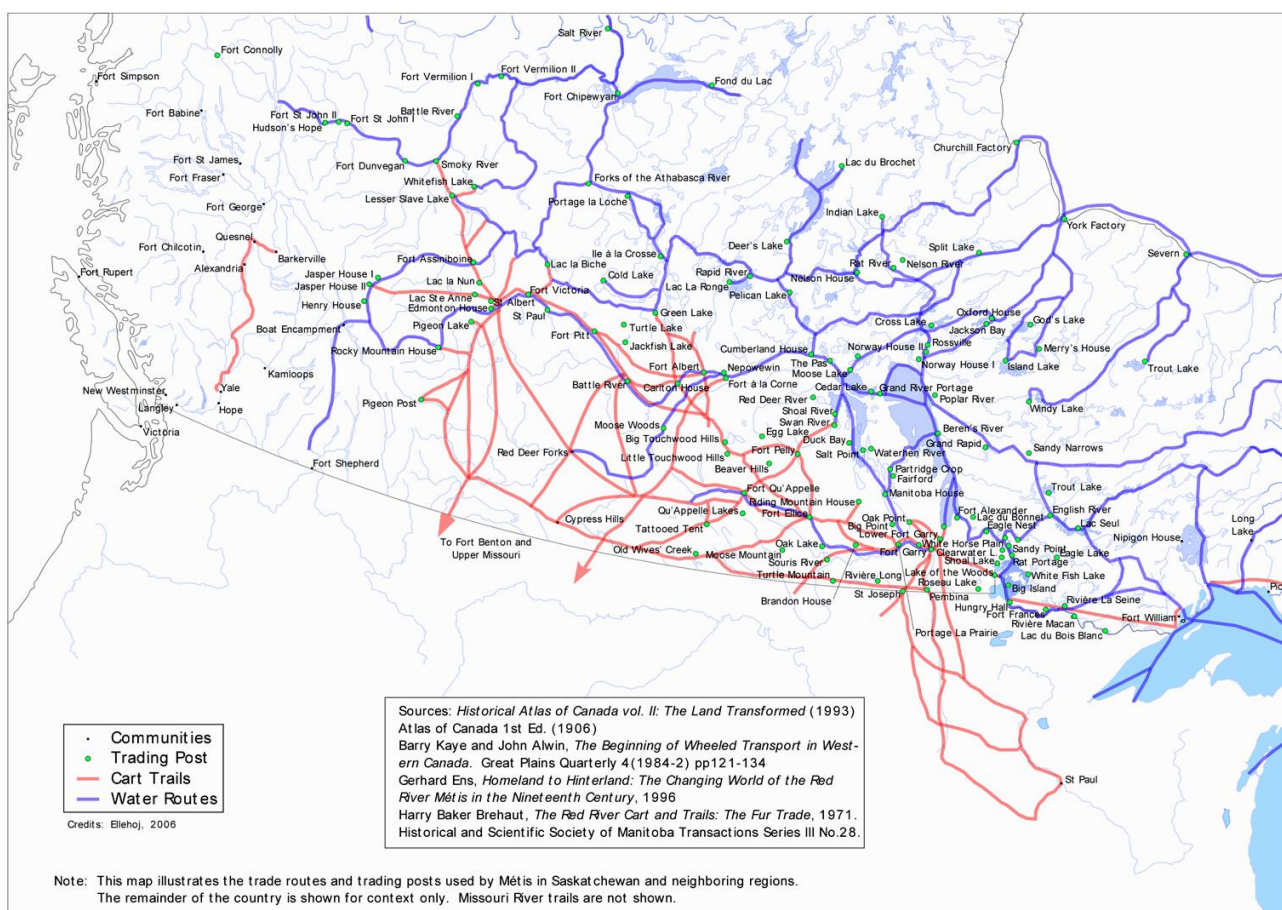 Salt River
Fort Connolly
Fort Simpson
Fort Vermilion I
Fort Vermilion II
Fond du Lac
Fort Chipewyan
Fort Babine
Fort St John II
Fort St John I
Hudson's Hope
Battle River
Churchill Factory
Fort St James
Fort Fraser
Fort Dunvegan
Smoky River
Lac du Brochet
Whitefish Lake
Forks of the Athabasca River
Lesser Slave Lake
Portage la Loche
Fort George
Indian Lake
York Factory
Quesnel
Fort Chilcotin
Barkerville
Alexandria
Deer's Lake
Split Lake
Severn
Fort Rupert
Jasper House I
Fort Assiniboine
Lac la Biche
Ile à la Crosse
Rat River
Nelson River
Jasper House II
Lac la Nun
Cold Lake
Rapid River
Nelson House
Henry House
Lac Ste Anne
Fort Victoria
Lac La Ronge
Pelican Lake
Edmonton House
St Albert
St Paul
Green Lake
Oxford House
Boat Encampment
Pigeon Lake
Fort Pitt
Turtle Lake
Cross Lake
Jackson Bay
God's Lake
Rocky Mountain House
Jackfish Lake
Cumberland House
Norway House II
Rossville
Merry's House
Kamloops
Fort Albert
Nepowewin
The Pas
Moose Lake
Norway House I
Island Lake
Trout Lake
New Westminster
Yale
Battle River
Carlton House
Fort à la Corne
Cedar Lake
Grand River Portage
Langley
Hope
Pigeon Post
Red Deer River
Poplar River
Windy Lake
Victoria
Moose Woods
Shoal River
Swan River
Big Touchwood Hills
Egg Lake
Duck Bay
Beren's River
Red Deer Forks
Little Touchwood Hills
Fort Pelly
Salt Point
Waterhen River
Grand Rapid
Sandy Narrows
Fort Shepherd
Beaver Hills
Partridge Crop
Fairford
Fort Qu'Appelle
Riding Mountain House
Manitoba House
Trout Lake
Qu'Appelle Lakes
Fort Ellice
Oak Point
Fort Alexander
Lac du Bonnet
English River
Cypress Hills
Tattooed Tent
Big Point
Eagle Nest
Lac Seul
Long
Lake
To Fort Benton and
Upper Missouri
Old Wives' Creek
Moose Mountain
Oak Lake
Lower Fort Garry
White Horse Plain
Fort Garry
Clearwater L.
Sandy Point
Nipigon House
Souris River
Shoal Lake
Rat Portage
Eagle Lake
Turtle Mountain
Rivière Long
Lake of the Woods
White Fish Lake
Roseau Lake
Big Island
Pic
Brandon House
St Joseph
Pembina
Hungry Hall
Rivière La Seine
Fort Frances
Fort William
Rivière Macan
Portage La Prairie
Lac du Bois Blanc
St Paul
Communities
Trading Post
Cart Trails
Water Routes
Credits: Ellehoj, 2006
Sources: Historical Atlas of Canada vol. II: The Land Transformed (1993)
Atlas of Canada 1st Ed. (1906)
Barry Kaye and John Alwin, The Beginning of Wheeled Transport in West-
ern Canada. Great Plains Quarterly 4(1984-2) pp121-134
Gerhard Ens, Homeland to Hinterland: The Changing World of the Red
River Métis in the Nineteenth Century, 1996
Harry Baker Brehaut, The Red River Cart and Trails: The Fur Trade, 1971.
Historical and Scientific Society of Manitoba Transactions Series III No.28.
Note: This map illustrates the trade routes and trading posts used by Métis in Saskatchewan and neighboring regions.
The remainder of the country is shown for context only. Missouri River trails are not shown.